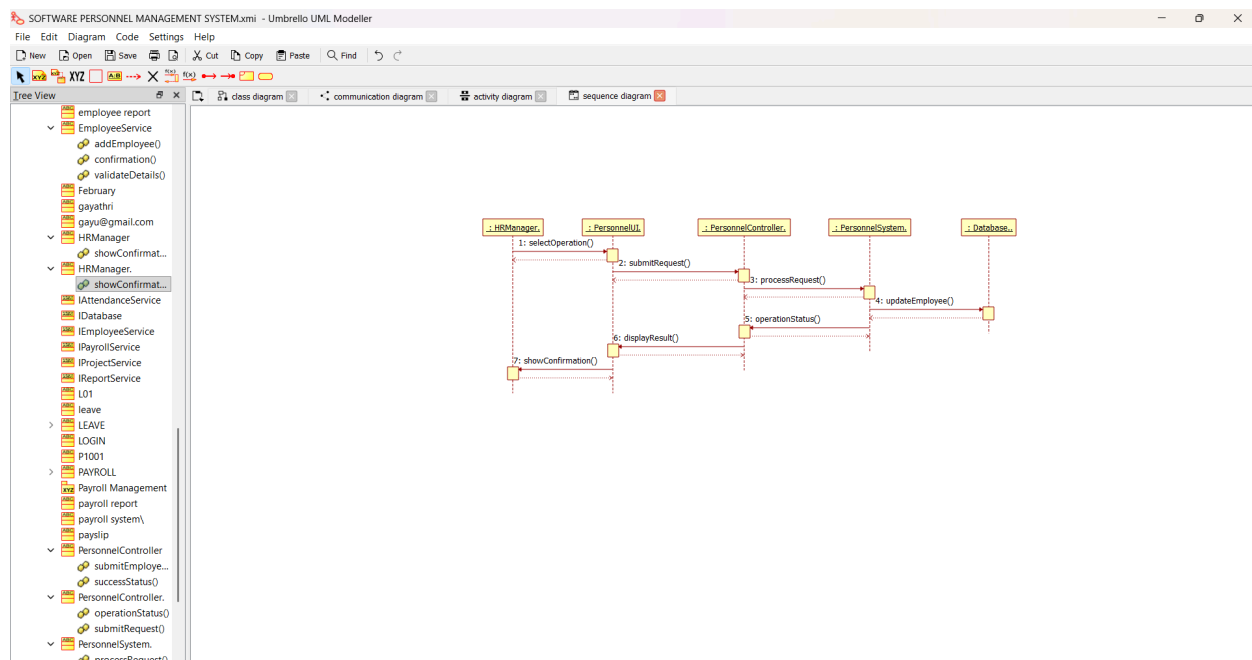 SOFTWARE PERSONNEL MANAGEMENT SYSTEM.xmi - Umbrello UML Modeller
File Edit Diagram Code Settings Help
New Open Save Cut Copy Paste Find
XYZ XYZ A:B f(x) f(x)
Tree View
class diagram communication diagram activity diagram sequence diagram
employee report
EmployeeService
addEmployee()
confirmation()
validateDetails()
February
gayathri
gayu@gmail.com
HRManager
showConfirmat...
HRManager.
showConfirmat...
IAttendanceService
IDatabase
IEmployeeService
IPayrollService
IProjectService
IReportService
L01
leave
LEAVE
LOGIN
P1001
PAYROLL
Payroll Management
payroll report
payroll system\
payslip
PersonnelController
submitEmploye...
successStatus()
PersonnelController.
operationStatus()
submitRequest()
PersonnelSystem.
processRequest()
: HRManager. : PersonnelUI. : PersonnelController. : PersonnelSystem. : Database..
1: selectOperation()
2: submitRequest()
3: processRequest()
4: updateEmployee()
5: operationStatus()
6: displayResult()
7: showConfirmation()